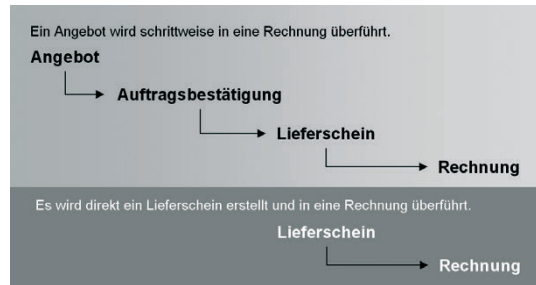 Ein Angebot wird schrittweise in eine Rechnung überführt.
Angebot
Auftragsbestätigung
Lieferschein
Rechnung
Es wird direkt ein Lieferschein erstellt und in eine Rechnung überführt.
Lieferschein
Rechnung